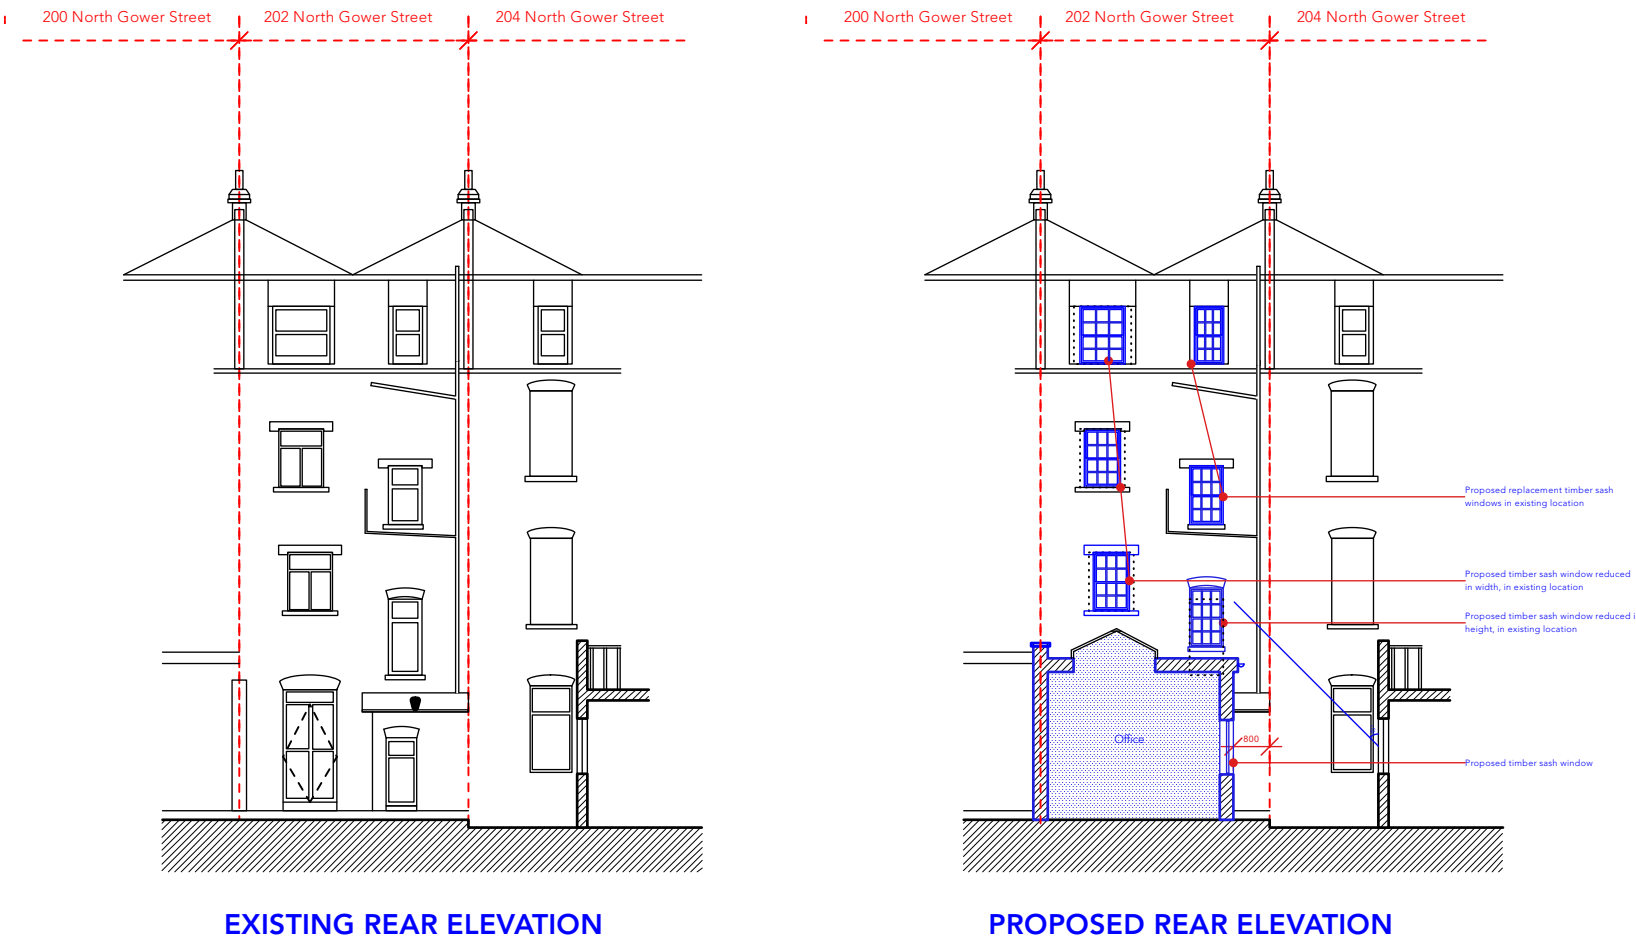 200 North Gower Street
202 North Gower Street
204 North Gower Street
200 North Gower Street
202 North Gower Street
204 North Gower Street
Proposed replacement timber sash
windows in existing location
Proposed timber sash window reduced
in width, in existing location
Proposed timber sash window reduced i
height, in existing location
Office
800
Proposed timber sash window
EXISTING REAR ELEVATION
PROPOSED REAR ELEVATION